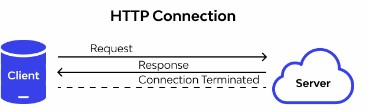 HTTP Connection
Request
Response
Connection Terminated
Client
Server